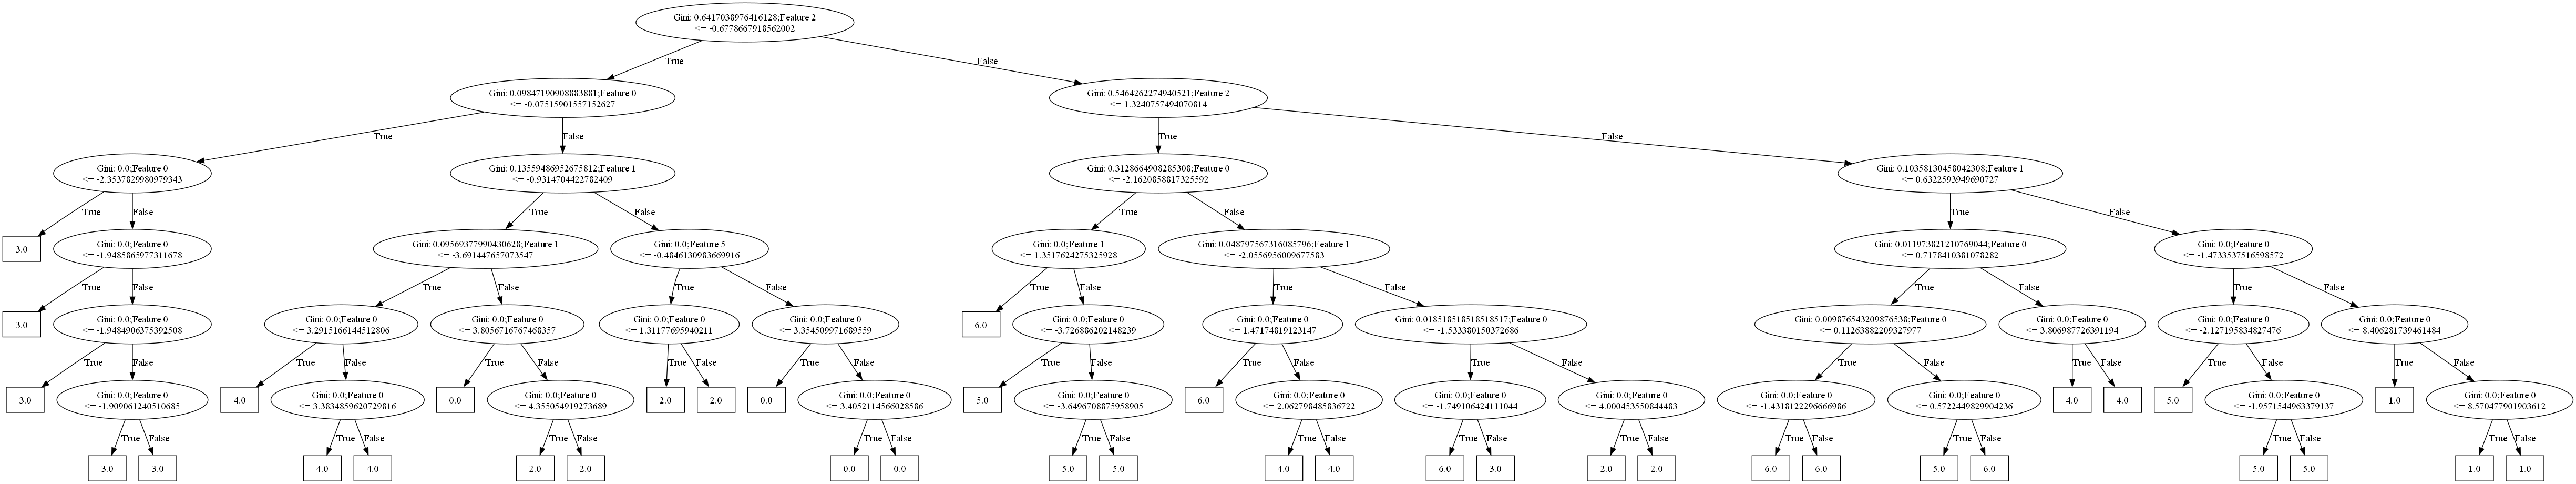 Gini: 0.6417038976416128;Feature 2
<= -0.6778667918562002
True
False
Gini: 0.09847190908883881;Feature 0
<= -0.07515901557152627
Gini: 0.5464262274940521;Feature 2
<= 1.3240757494070814
True
False
True
False
Gini: 0.0;Feature 0
<= -2.3537829980979343
Gini: 0.13559486952675812;Feature 1
<= -0.9314704422782409
Gini: 0.3128664908285308;Feature 0
<= -2.1620858817325592
Gini: 0.10358130458042308;Feature 1
<= 0.6322593949690727
True
False
True
False
True
False
True
False
3.0
Gini: 0.0;Feature 0
<= -1.9485865977311678
Gini: 0.09569377990430628;Feature 1
<= -3.691447657073547
Gini: 0.0;Feature 5
<= -0.4846130983669916
Gini: 0.0;Feature 1
<= 1.3517624275325928
Gini: 0.048797567316085796;Feature 1
<= -2.0556956009677583
Gini: 0.011973821210769044;Feature 0
<= 0.7178410381078282
Gini: 0.0;Feature 0
<= -1.4733537516598572
True
False
True
False
True
False
True
False
True
False
True
False
True
False
3.0
Gini: 0.0;Feature 0
<= -1.9484906375392508
Gini: 0.0;Feature 0
<= 3.2915166144512806
Gini: 0.0;Feature 0
<= 3.8056716767468357
Gini: 0.0;Feature 0
<= 1.31177695940211
Gini: 0.0;Feature 0
<= 3.354509971689559
6.0
Gini: 0.0;Feature 0
<= -3.726886202148239
Gini: 0.0;Feature 0
<= 1.47174819123147
Gini: 0.018518518518518517;Feature 0
<= -1.533380150372686
Gini: 0.009876543209876538;Feature 0
<= 0.11263882209327977
Gini: 0.0;Feature 0
<= 3.806987726391194
Gini: 0.0;Feature 0
<= -2.127195834827476
Gini: 0.0;Feature 0
<= 8.406281739461484
True
False
True
False
True
False
True
False
True
False
True
False
True
False
True
False
True
False
True
False
True
False
True
False
3.0
Gini: 0.0;Feature 0
<= -1.909061240510685
4.0
Gini: 0.0;Feature 0
<= 3.3834859620729816
0.0
Gini: 0.0;Feature 0
<= 4.355054919273689
2.0
2.0
0.0
Gini: 0.0;Feature 0
<= 3.4052114566028586
5.0
Gini: 0.0;Feature 0
<= -3.6496708875958905
6.0
Gini: 0.0;Feature 0
<= 2.062798485836722
Gini: 0.0;Feature 0
<= -1.749106424111044
Gini: 0.0;Feature 0
<= 4.000453550844483
Gini: 0.0;Feature 0
<= -1.4318122296666986
Gini: 0.0;Feature 0
<= 0.5722449829904236
4.0
4.0
5.0
Gini: 0.0;Feature 0
<= -1.9571544963379137
1.0
Gini: 0.0;Feature 0
<= 8.570477901903612
True
False
True
False
True
False
True
False
True
False
True
False
True
False
True
False
True
False
True
False
True
False
True
False
3.0
3.0
4.0
4.0
2.0
2.0
0.0
0.0
5.0
5.0
4.0
4.0
6.0
3.0
2.0
2.0
6.0
6.0
5.0
6.0
5.0
5.0
1.0
1.0